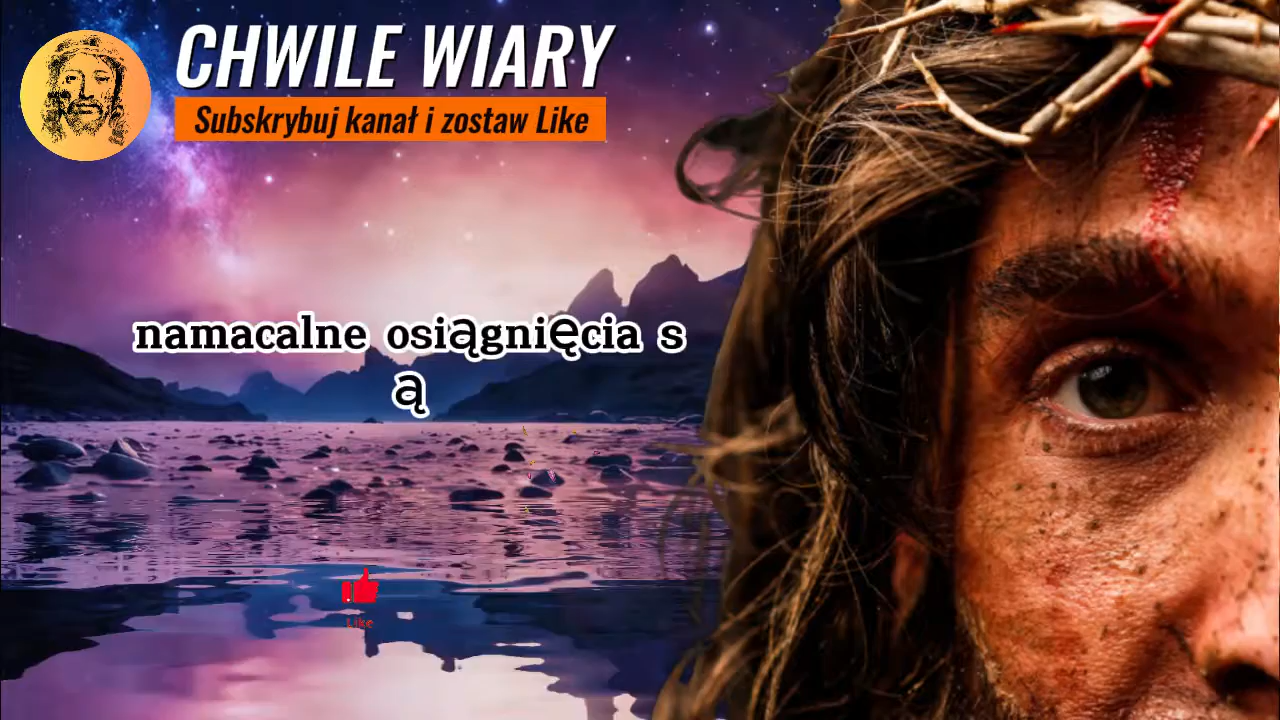 CHWILE WIARY
Subskrybuj kanał i zostaw Like
namacalne osiągnięcia s
ą
Like